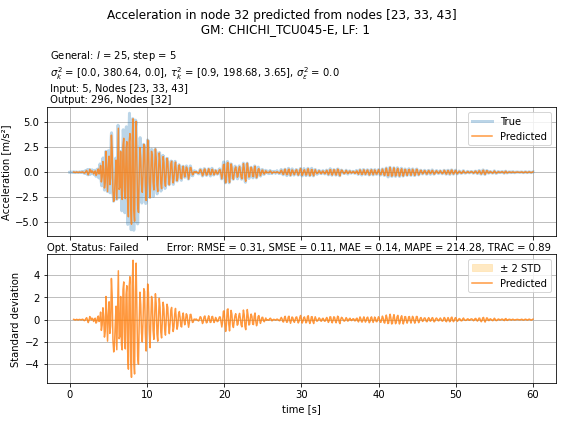 Acceleration in node 32 predicted from nodes [23, 33, 43]
GM: CHICHI_TCU045-E, LF: 1
General: l = 25, step = 5
σ²ₖ = [0.0, 380.64, 0.0], τ²ₖ = [0.9, 198.68, 3.65], σ²ε = 0.0
Input: 5, Nodes [23, 33, 43]
Output: 296, Nodes [32]
Acceleration [m/s²]
5.0
2.5
0.0
−2.5
−5.0
True
Predicted
Opt. Status: Failed Error: RMSE = 0.31, SMSE = 0.11, MAE = 0.14, MAPE = 214.28, TRAC = 0.89
Standard deviation
4
2
0
−2
−4
± 2 STD
Predicted
0 10 20 30 40 50 60
time [s]